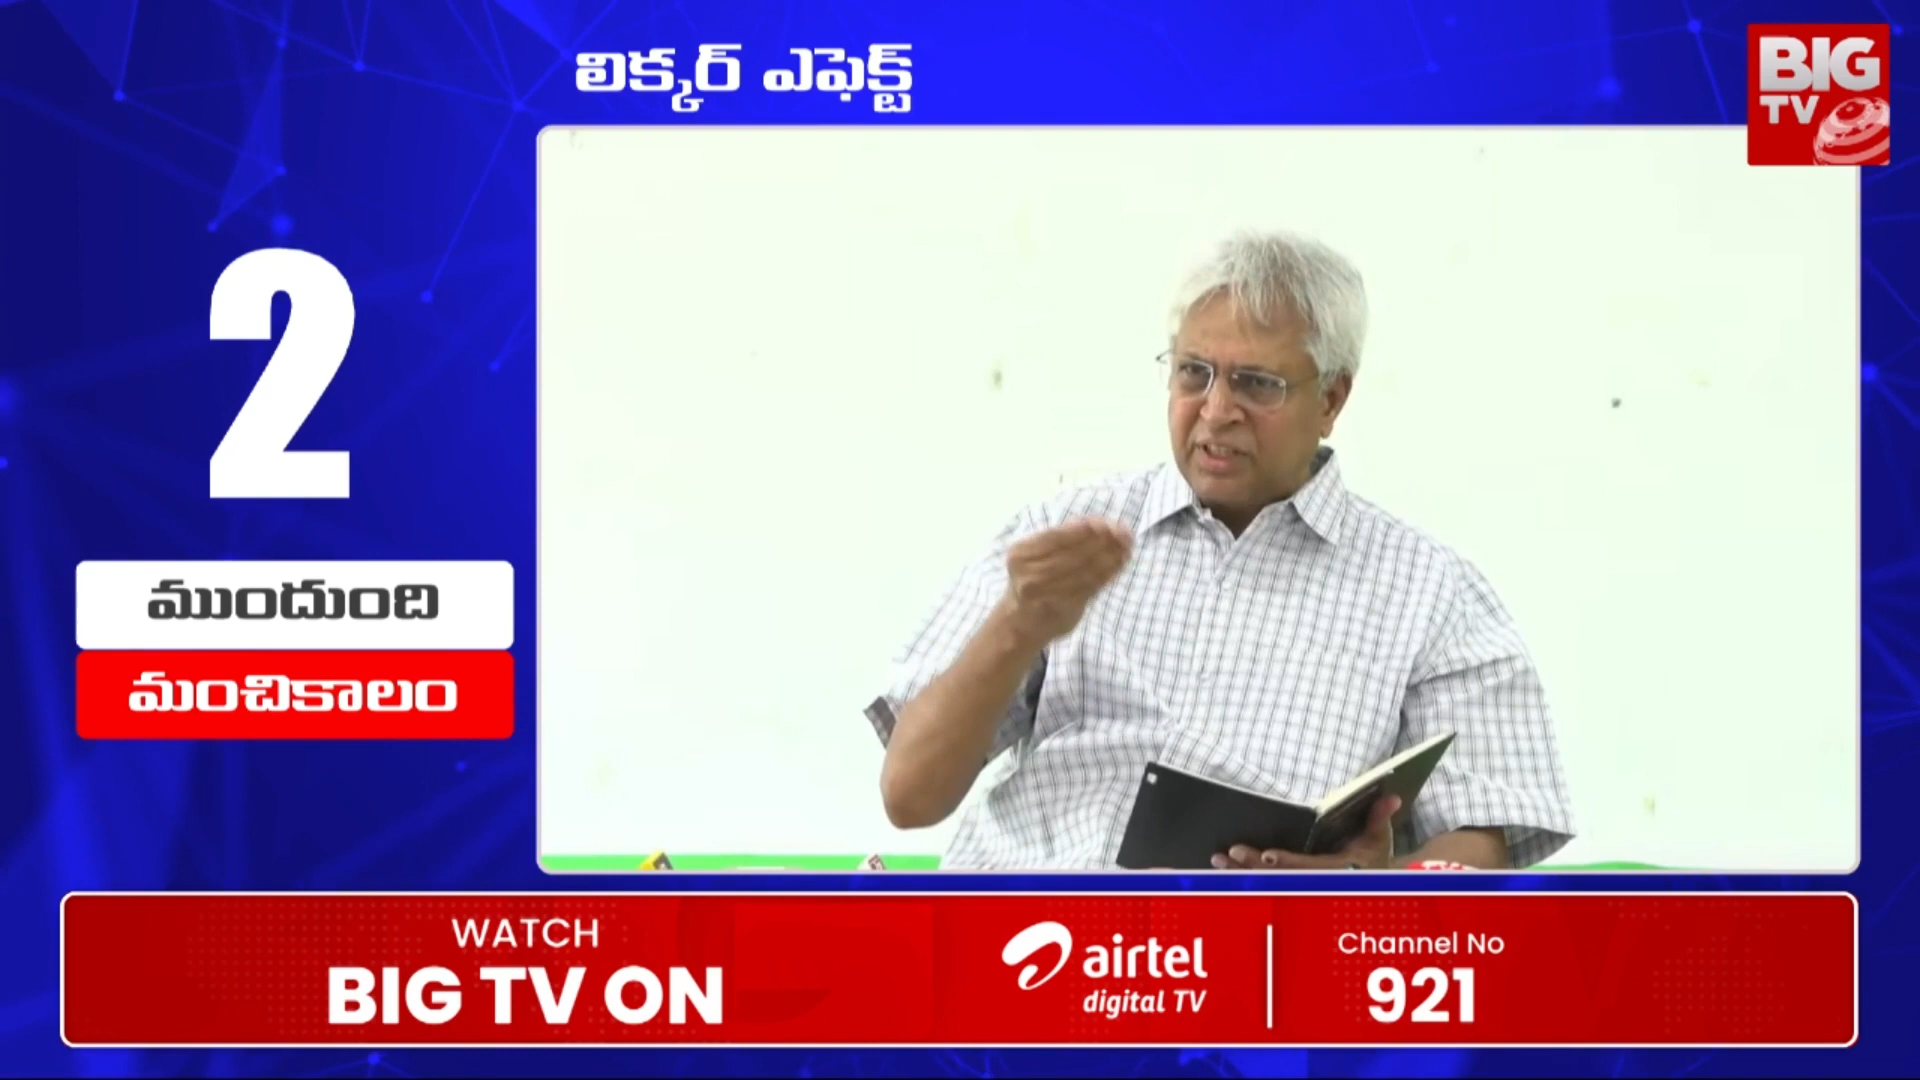 లిక్కర్ ఎఫెక్ట్
BIG
TV
2
ముందుంది
మంచికాలం
WATCH
BIG TV ON
airtel
digital TV
Channel No
921